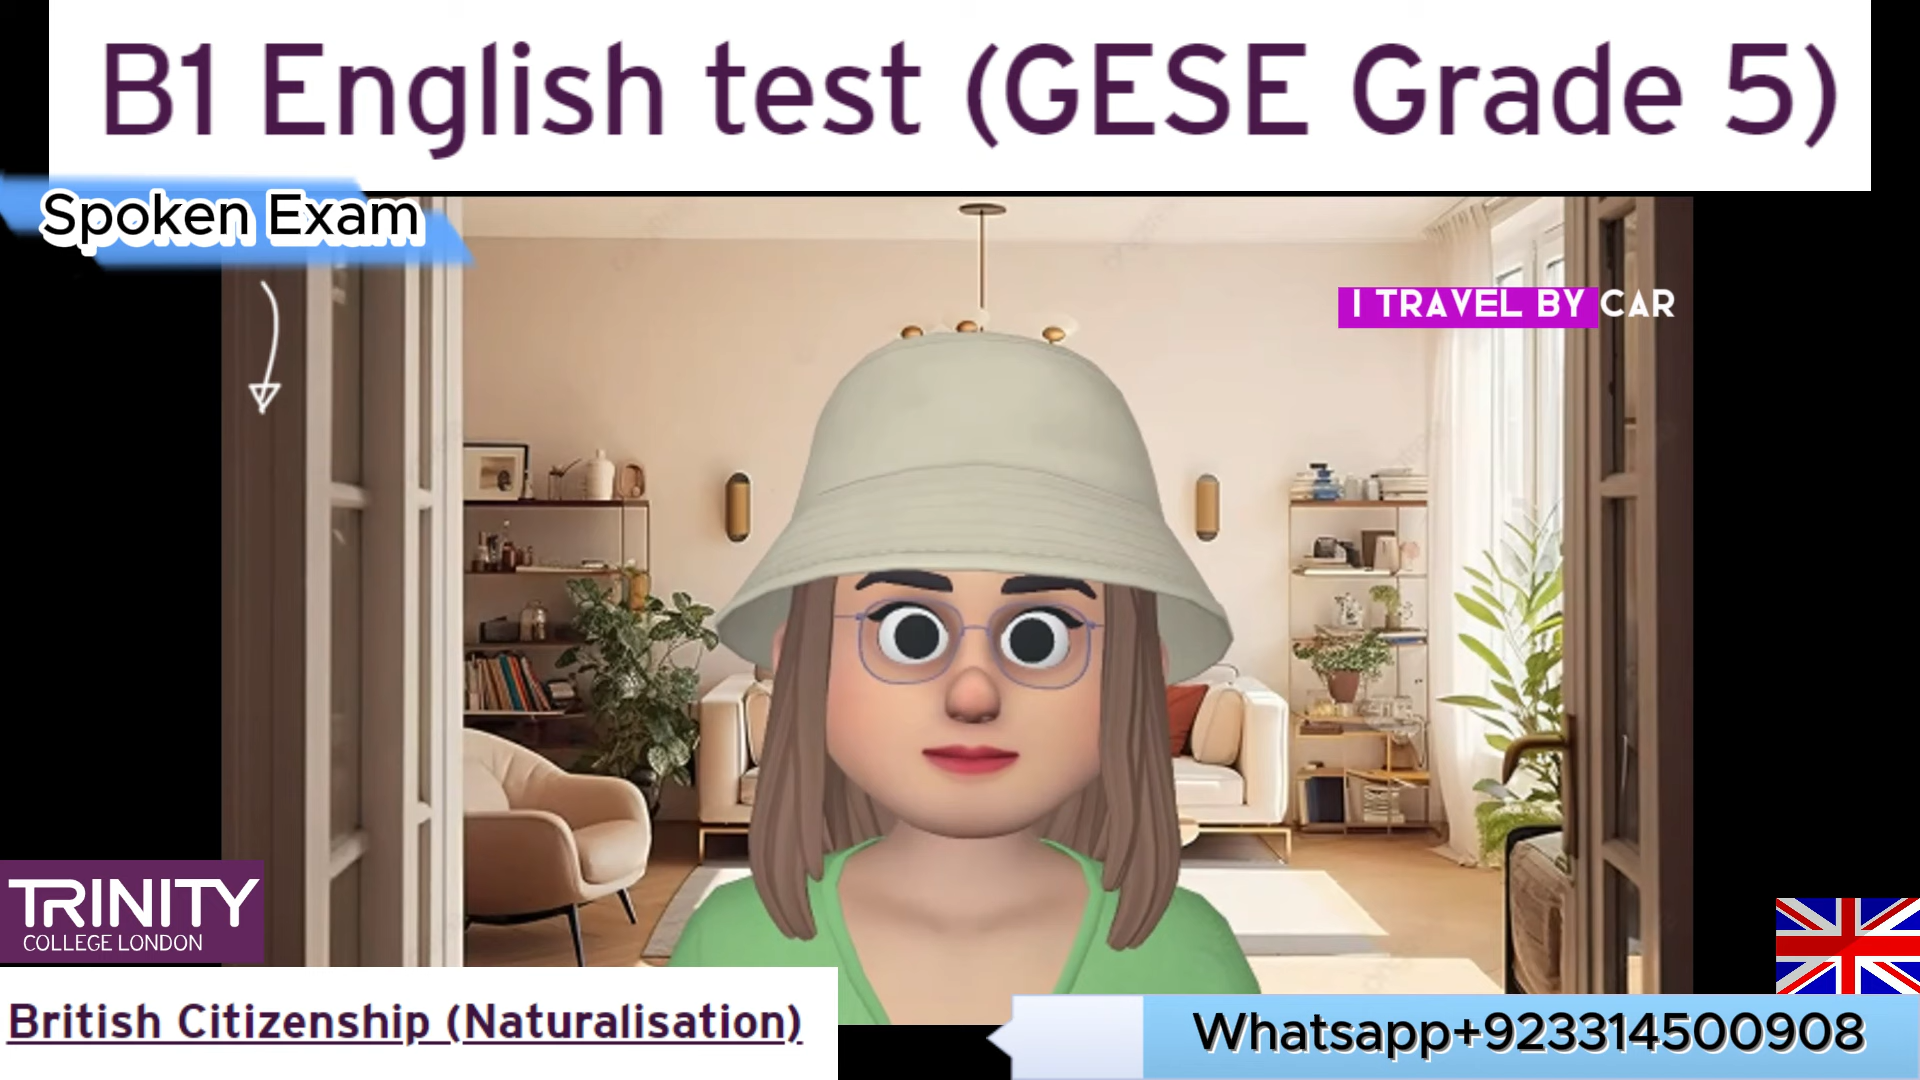 B1 English test (GESE Grade 5)
Spoken Exam
I TRAVEL BY CAR
TRINITY
COLLEGE LONDON
British Citizenship (Naturalisation)
Whatsapp+923314500908